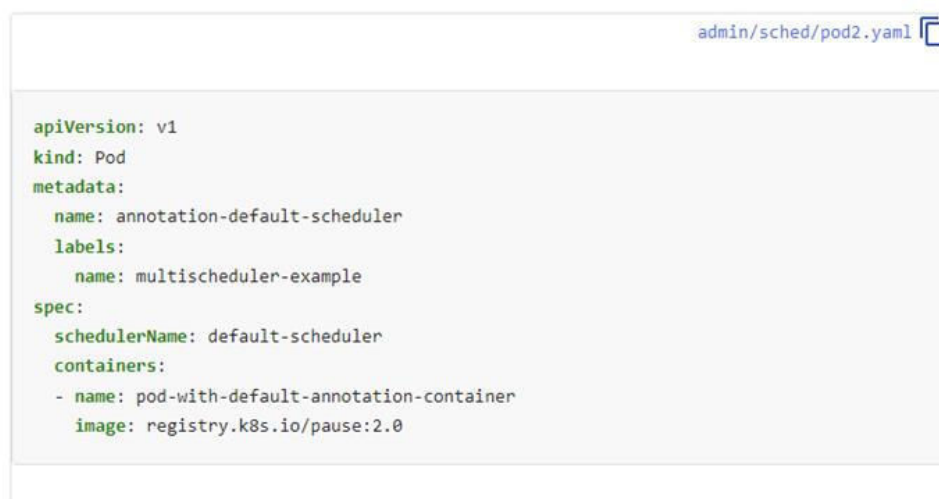 admin/sched/pod2.yaml
apiVersion: v1
kind: Pod
metadata:
  name: annotation-default-scheduler
  labels:
    name: multischeduler-example
spec:
  schedulerName: default-scheduler
  containers:
  - name: pod-with-default-annotation-container
    image: registry.k8s.io/pause:2.0